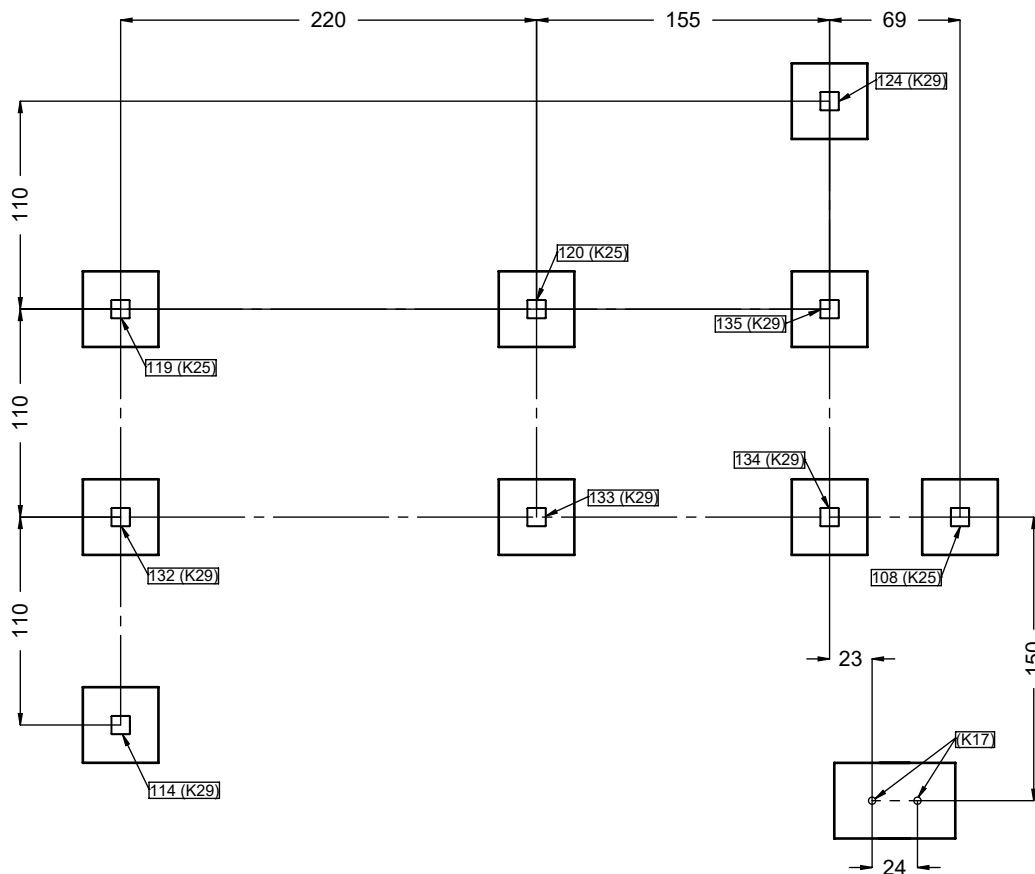 220
155
69
124 (K29)
110
120 (K25)
135 (K29)
119 (K25)
110
134 (K29)
133 (K29)
132 (K29)
108 (K25)
110
23
150
(K17)
114 (K29)
24